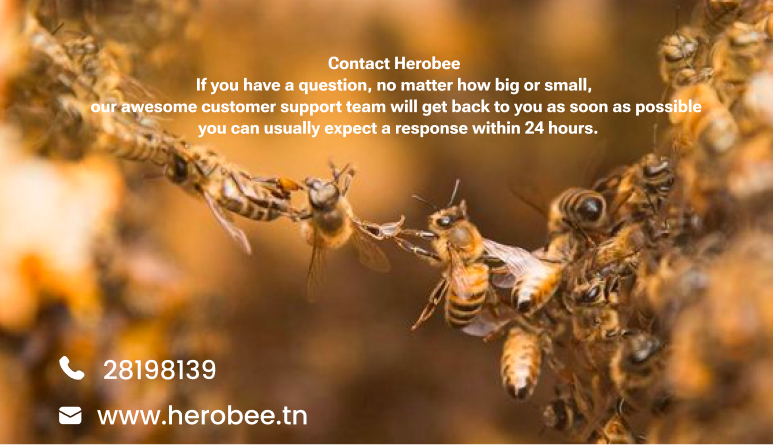 Contact Herobee
If you have a question, no matter how big or small,
our awesome customer support team will get back to you as soon as possible
you can usually expect a response within 24 hours.
28198139
www.herobee.tn